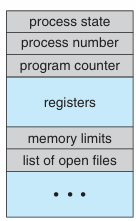 process state
process number
program counter
registers
memory limits
list of open files
• • •